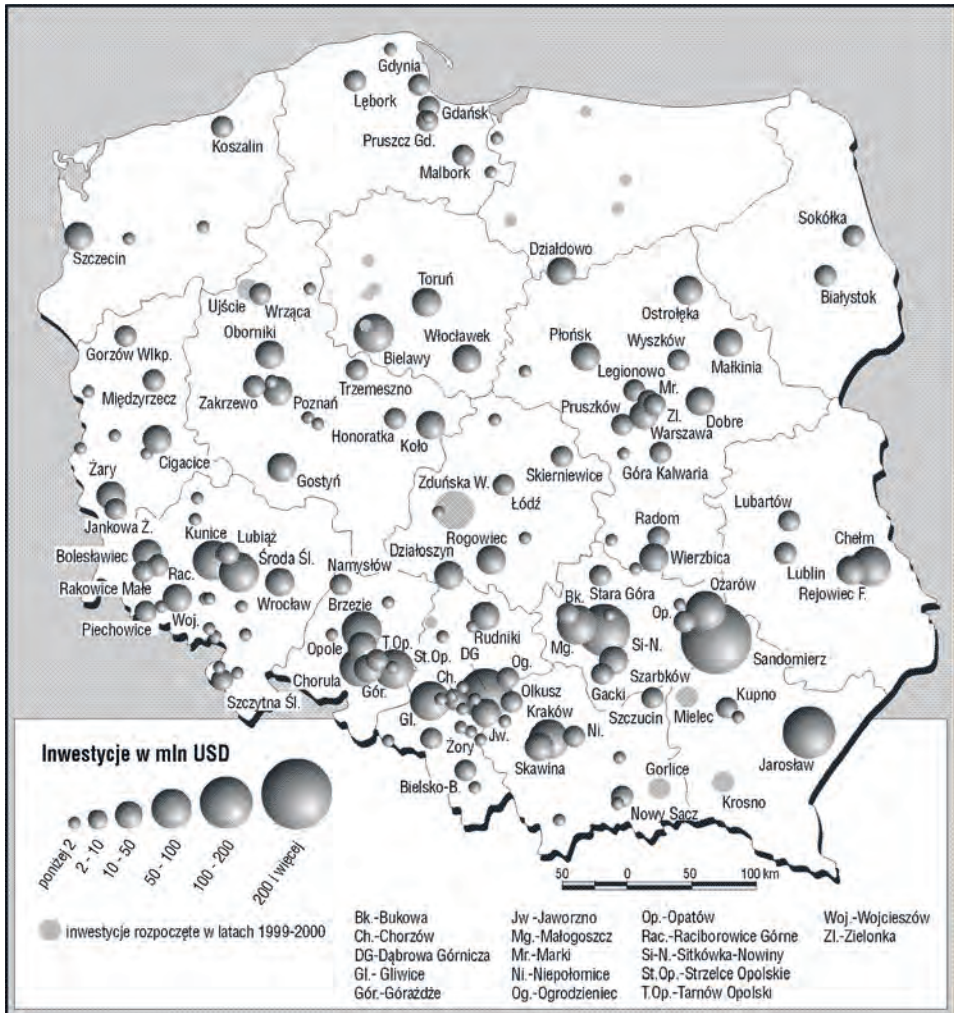 Gdynia
Lębork
Gdańsk
Pruszcz Gd.
Koszalin
Malbork
Sokółka
Szczecin
Działdowo
Białystok
Toruń
Ujście
Wrząca
Ostrołęka
Oborniki
Włocławek
Płońsk
Wyszków
Gorzów Wlkp.
Bielawy
Małkinia
Międzyrzecz
Trzemeszno
Legionowo
Mr.
Zakrzewo
Poznań
Pruszków
Zl.
Dobre
Honoratka
Koło
Warszawa
Cigacice
Skierniewice
Góra Kalwaria
Żary
Gostyń
Zduńska W.
Łódź
Lubartów
Jankowa Ż.
Kunice
Lubiąż
Rogowiec
Radom
Chełm
Bolesławiec
Środa Śl.
Namysłów
Działoszyn
Wierzbica
Rac.
Lublin
Rakowice Małe
Wrocław
Brzezie
Bk.
Stara Góra
Ożarów
Rejowiec F.
Piechowice
Woj.
Rudniki
Op.
Opole
T.Op.
DG
Mg.
Si-N.
St.Op.
Og.
Sandomierz
Chorula
Gór.
Ch.
Olkusz
Gacki
Szarbków
Szczytna Śl.
Gl.
Kraków
Szczucin
Mielec
Kupno
Żory
Jw.
Ni.
Skawina
Jarosław
Bielsko-B.
Gorlice
Krosno
Nowy Sącz
Inwestycje w mln USD
poniżej 2
2 - 10
10 - 50
50 - 100
100 - 200
200 i więcej
50 0 50 100 km
inwestycje rozpoczęte w latach 1999-2000
Bk.-Bukowa
Ch.-Chorzów
DG-Dąbrowa Górnicza
Gl.- Gliwice
Gór.-Górażdże
Jw -Jaworzno
Mg.-Małogoszcz
Mr.-Marki
Ni.-Niepołomice
Og.-Ogrodzieniec
Op.-Opatów
Rac.-Raciborowice Górne
Si-N.-Sitkówka-Nowiny
St.Op.-Strzelce Opolskie
T.Op.-Tarnów Opolski
Woj.-Wojcieszów
Zl.-Zielonka